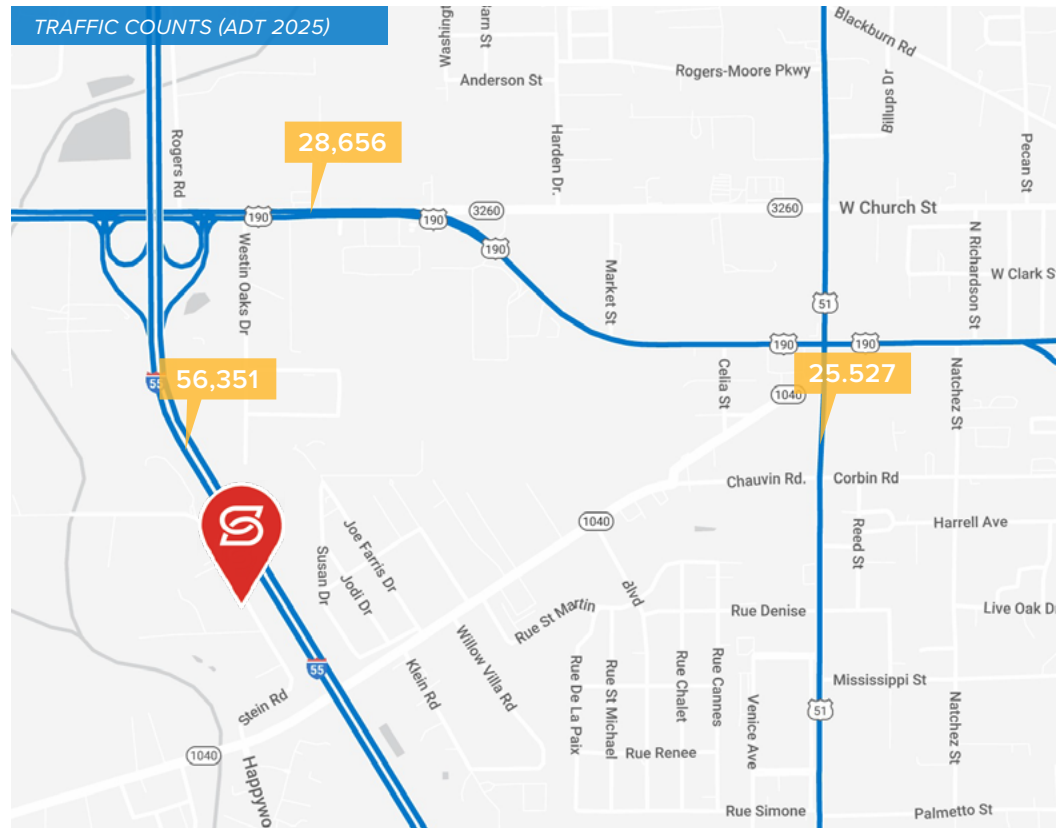 TRAFFIC COUNTS (ADT 2025)
Blackburn Rd
Anderson St
Rogers-Moore Pkwy
Billups Dr
Rogers Rd
28,656
Harden Dr.
Pecan St
190
190
3260
3260
W Church St
190
Westin Oaks Dr
Market St
N Richardson St
W Clark S
51
190
190
55
56,351
Celia St
25.527
1040
Natchez St
Chauvin Rd.
Corbin Rd
S
1040
Joe Farris Dr
Reed St
Harrell Ave
Susan Dr
Jodi Dr
Blvd
Rue St Martin
Rue Denise
Live Oak D
55
Klein Rd
Willow Villa Rd
Rue De La Paix
Rue St Michael
Rue Chalet
Rue Cannes
Mississippi St
Stein Rd
Venice Ave
51
Natchez St
1040
Happywo
Rue Renee
Rue Simone
Palmetto St